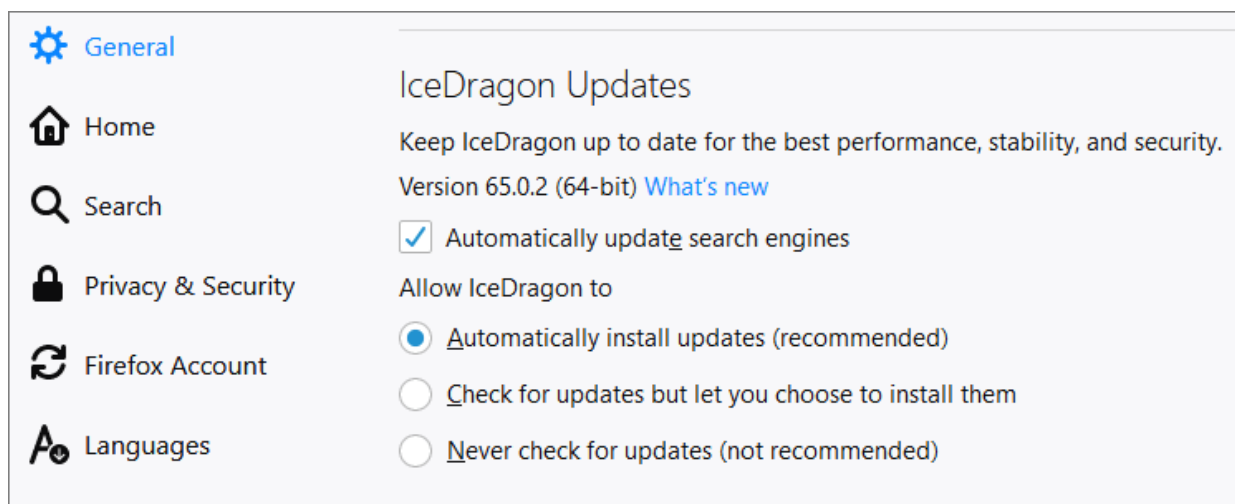 General
Home
Search
Privacy & Security
Firefox Account
Languages
IceDragon Updates
Keep IceDragon up to date for the best performance, stability, and security.
Version 65.0.2 (64-bit) What's new
Automatically update search engines
Allow IceDragon to
Automatically install updates (recommended)
Check for updates but let you choose to install them
Never check for updates (not recommended)